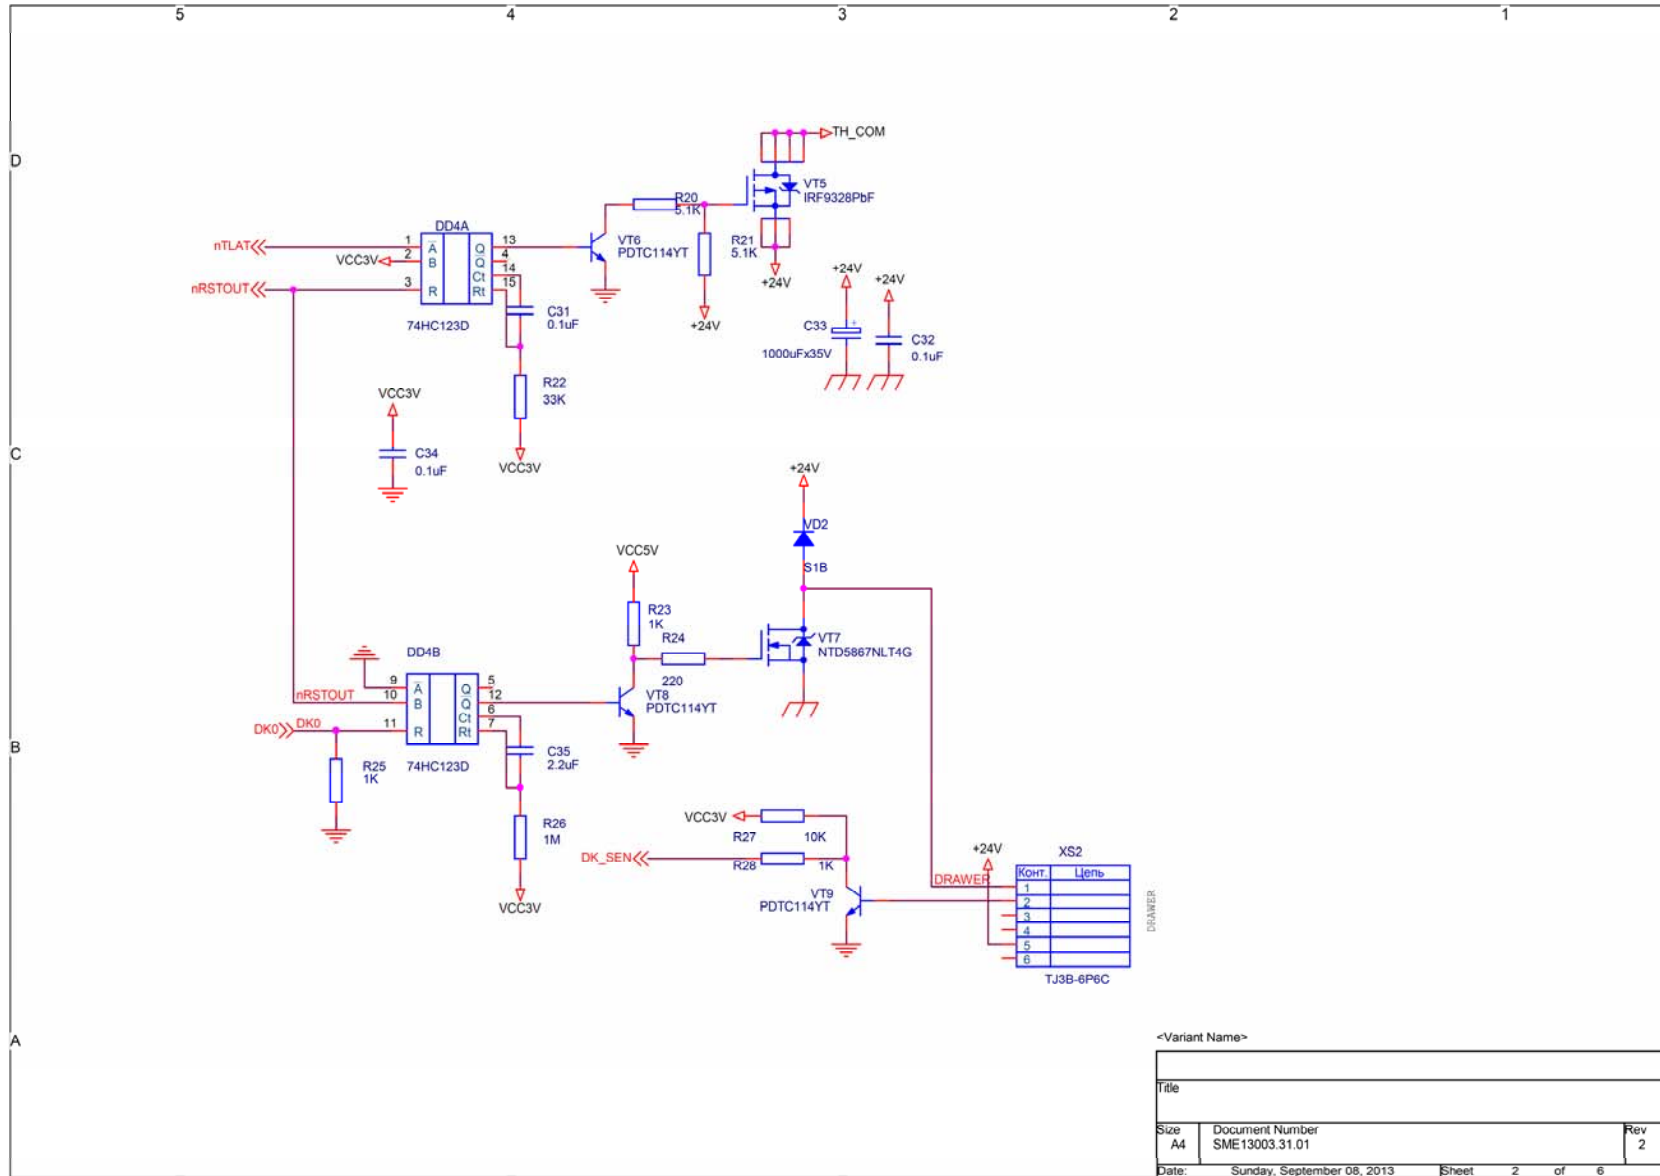 5 4 3 2 1
D
C
B
A
TH_COM
VT5
IRF9328PbF
R20
5.1K
R21
5.1K
+24V
+24V
VT6
PDTC114YT
DD4A
nTLAT
1 A Q 13
VCC3V 2 B Q 4
Ct 14
nRSTOUT 3 R Rt 15
74HC123D
C31
0.1uF
R22
33K
VCC3V
+24V
+24V
C33
+
1000uFx35V
C32
0.1uF
VCC3V
C34
0.1uF
+24V
VD2
S1B
VCC5V
R23
1K
R24
220
VT7
NTD5867NLT4G
VT8
PDTC114YT
DD4B
9 A Q 5
nRSTOUT 10 B Q 12
Ct 6
DK0 DK0 11 R Rt 7
74HC123D
R25
1K
C35
2.2uF
R26
1M
VCC3V
VCC3V
R27 10K
DK_SEN
R28 1K
VT9
PDTC114YT
+24V
XS2
Конт. Цепь
DRAWER 1
2
3
4
5
6
TJ3B-6P6C
DRAWER
<Variant Name>
Title
Size Document Number Rev
A4 SME13003.31.01 2
Date: Sunday, September 08, 2013 Sheet 2 of 6